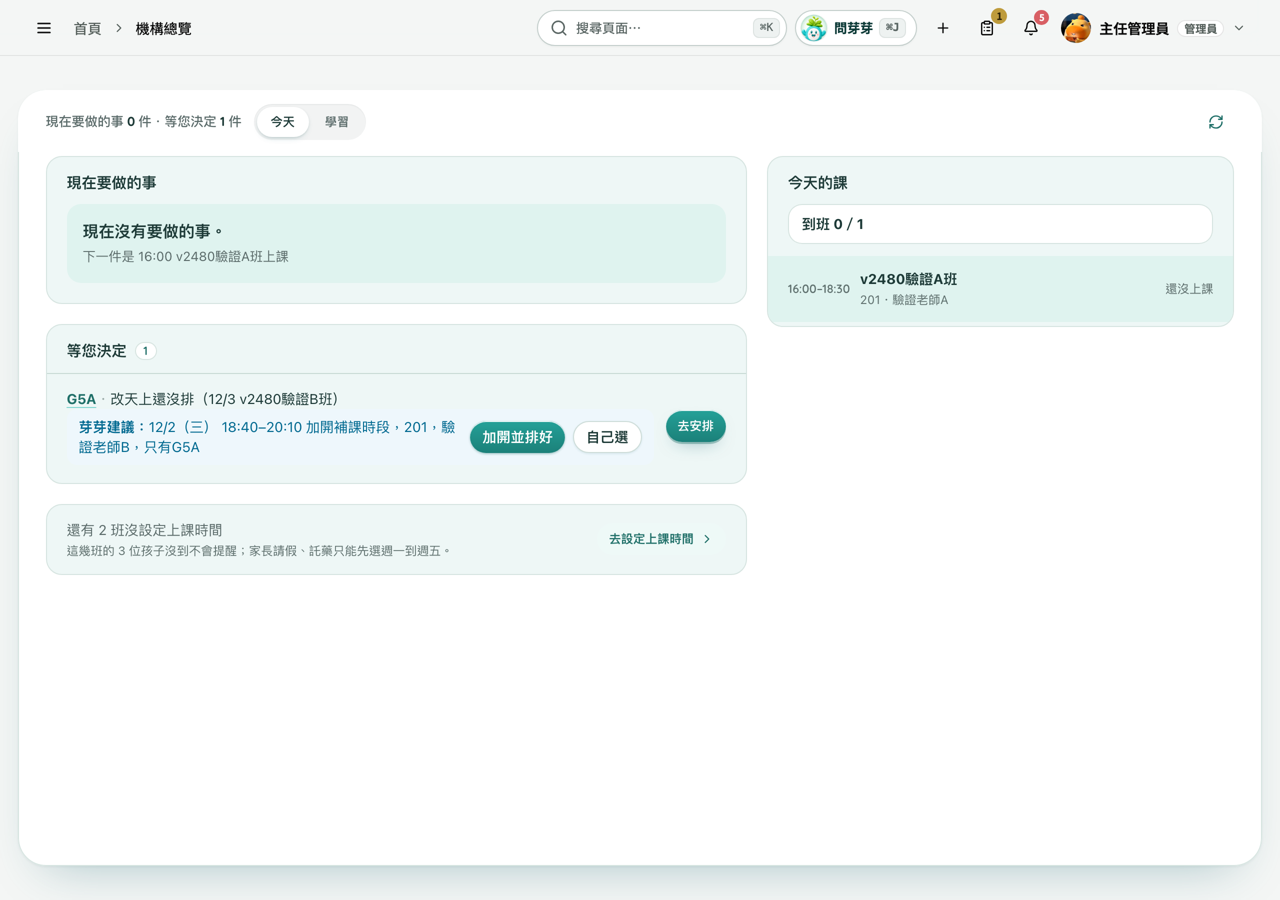 首頁 > 機構總覽
搜尋頁面… ⌘K
問芽芽 ⌘J
1
5
主任管理員 管理員
現在要做的事 0 件 · 等您決定 1 件
今天 學習
現在要做的事
現在沒有要做的事。
下一件是 16:00 v2480驗證A班上課
等您決定 1
G5A · 改天上還沒排（12/3 v2480驗證B班）
芽芽建議：12/2（三） 18:40–20:10 加開補課時段，201，驗
證老師B，只有G5A
加開並排好 自己選 去安排
還有 2 班沒設定上課時間
這幾班的 3 位孩子沒到不會提醒；家長請假、託藥只能先選週一到週五。
去設定上課時間
今天的課
到班 0 / 1
16:00–18:30 v2480驗證A班
201 · 驗證老師A
還沒上課